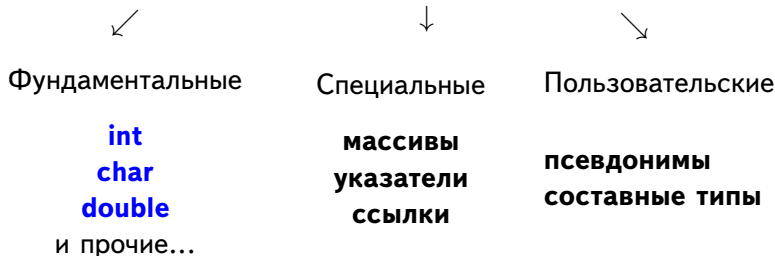 Фундаментальные
int
char
double
и прочие...
Специальные
массивы
указатели
ссылки
Пользовательские
псевдонимы
составные типы